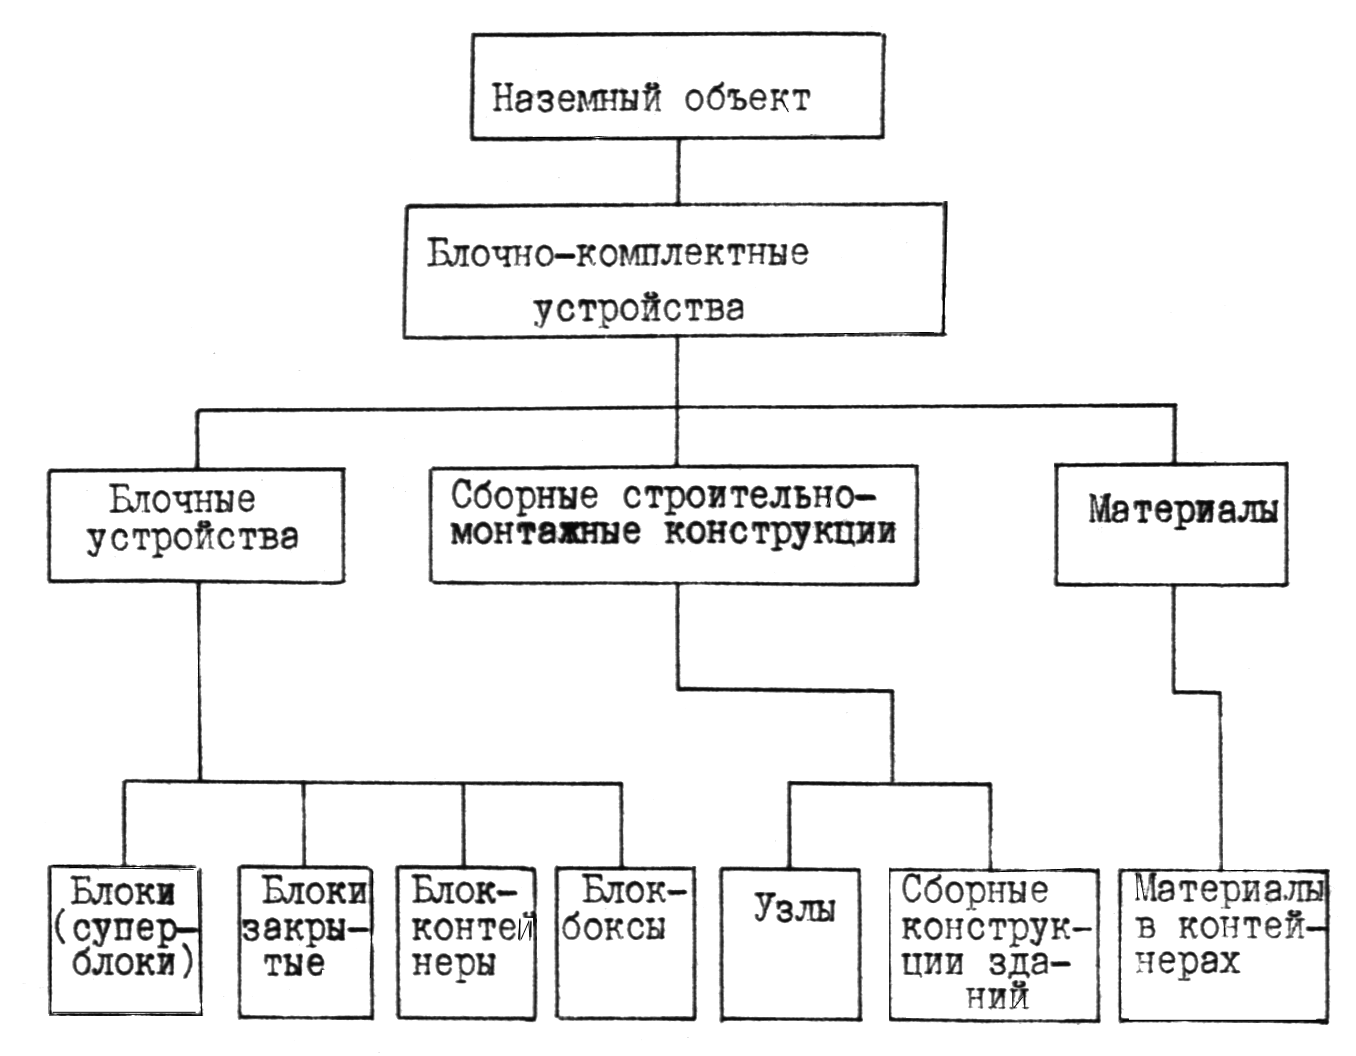 Наземный объект
Блочно-комплектные
устройства
Блочные
устройства
Сборные строительно-
монтажные конструкции
Материалы
Блоки
(супер-
блоки)
Блоки
закры-
тые
Блок-
контей
неры
Блок-
боксы
Узлы
Сборные
конструк-
ции зда-
ний
Материалы
в контей-
нерах